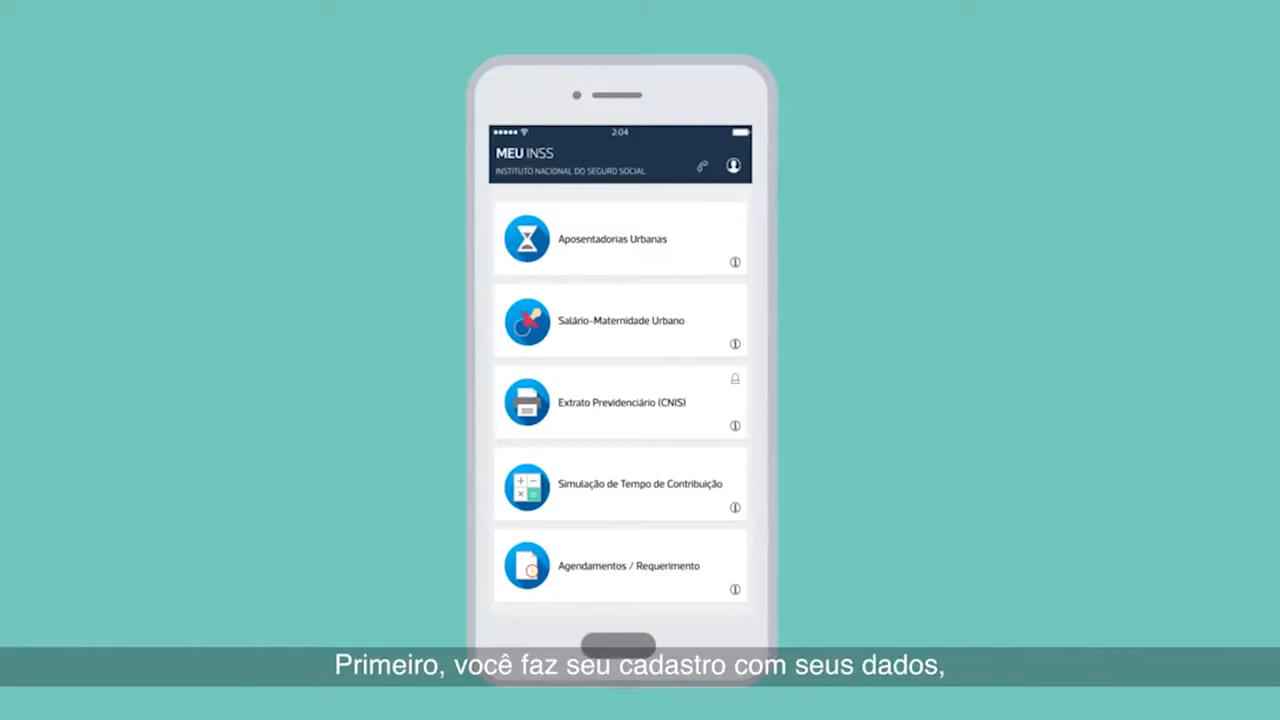 2:04
MEU INSS
INSTITUTO NACIONAL DO SEGURO SOCIAL
Aposentadorias Urbanas
Salário-Maternidade Urbano
Extrato Previdenciário (CNIS)
Simulação de Tempo de Contribuição
Agendamentos / Requerimento
Primeiro, você faz seu cadastro com seus dados,